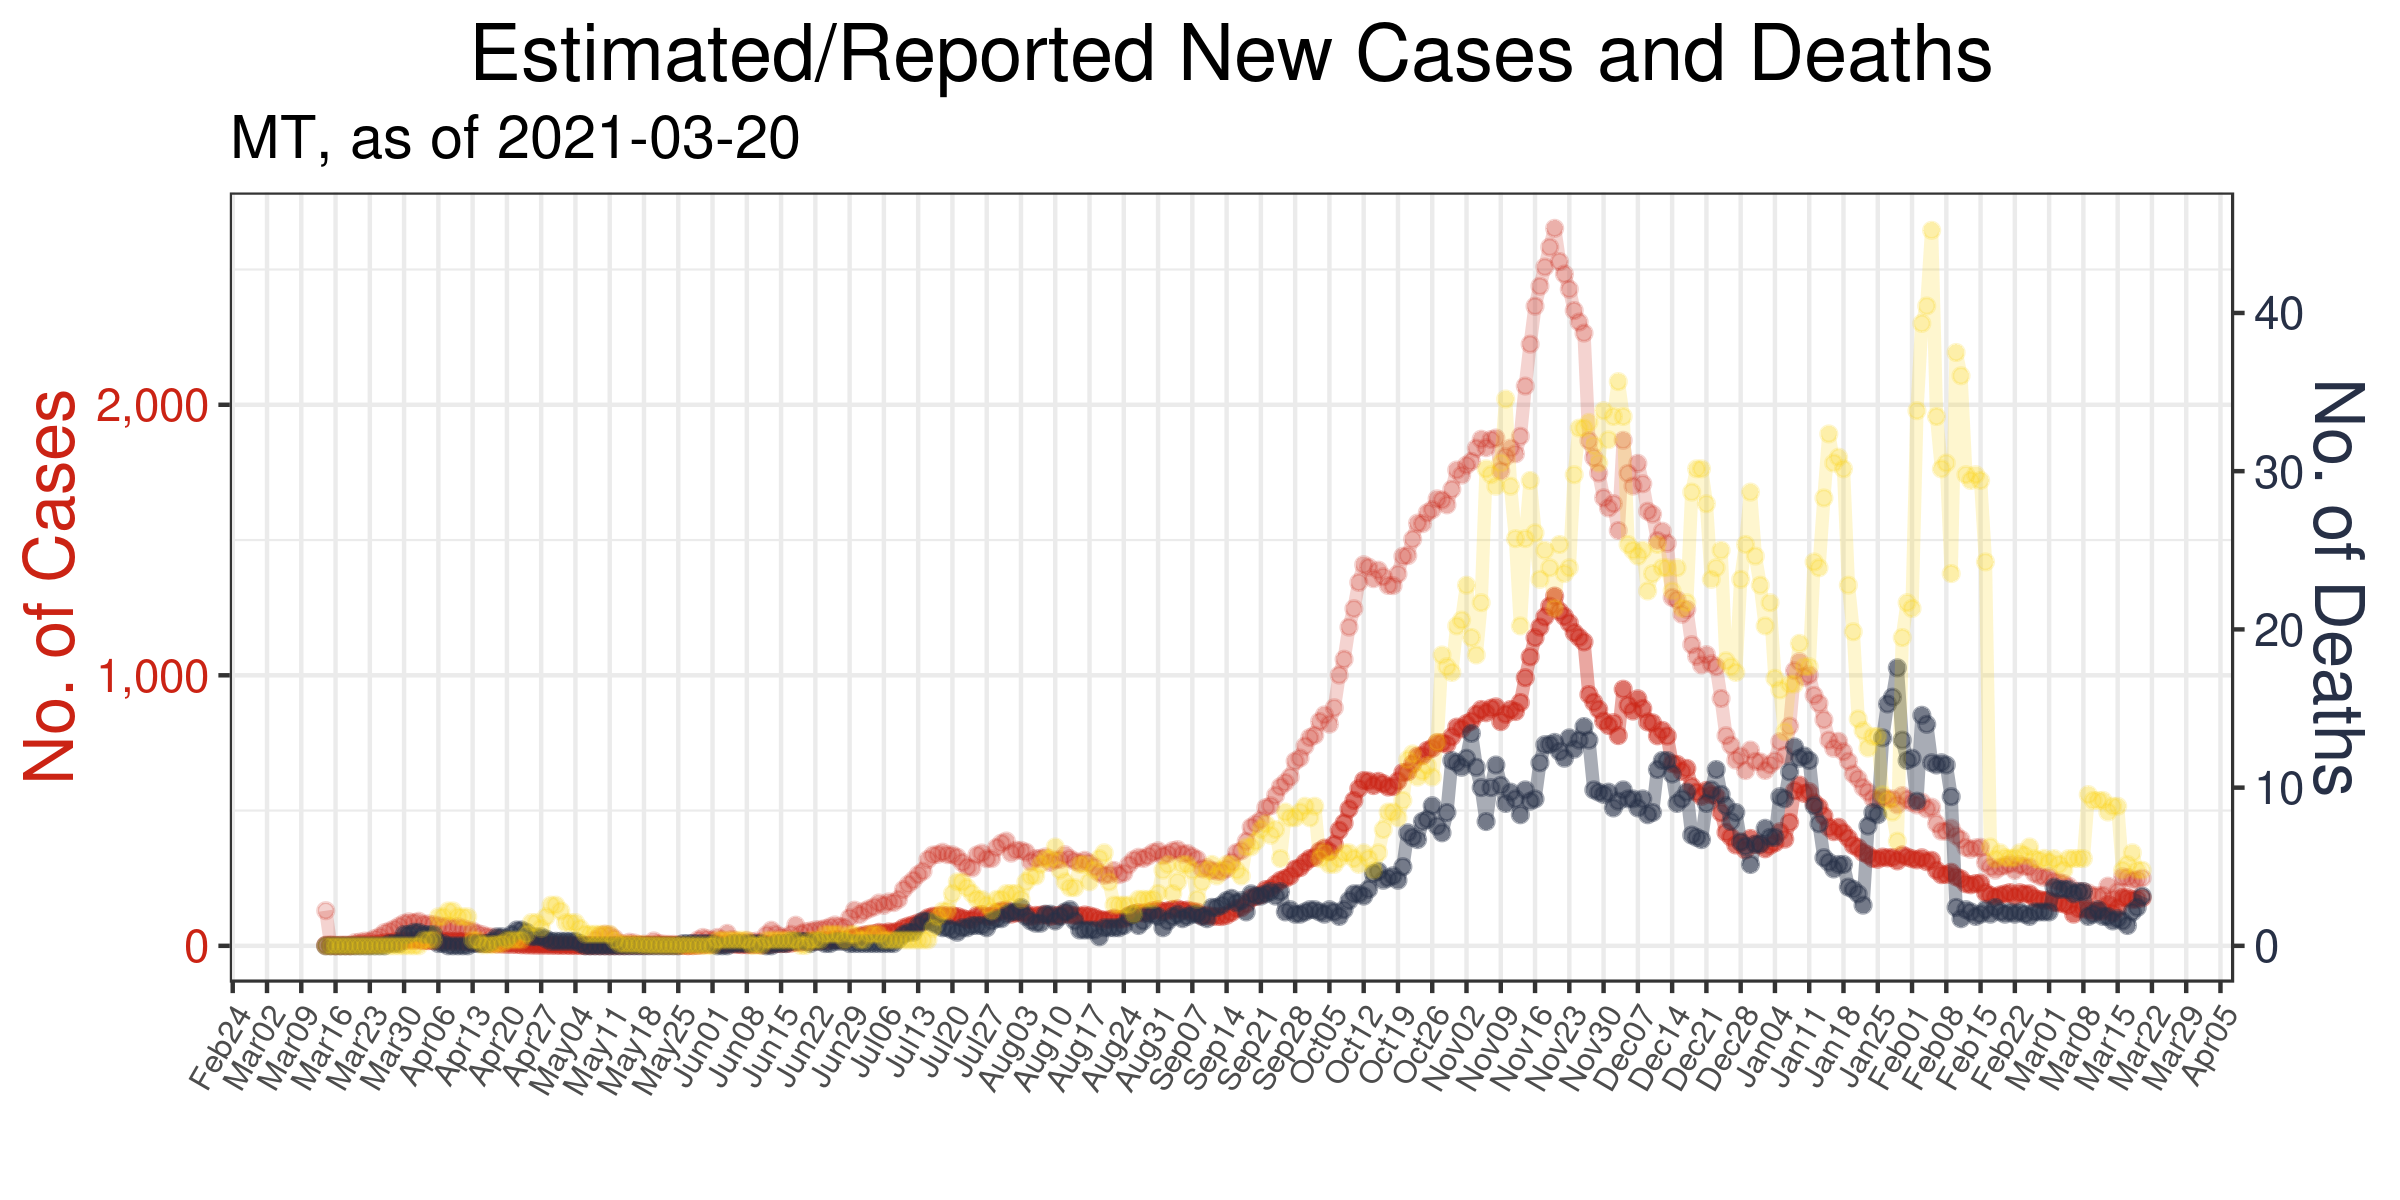 Estimated/Reported New Cases and Deaths
MT, as of 2021-03-20
No. of Cases
2,000
1,000
0
40
30
20
10
0
No. of Deaths
Feb24
Mar02
Mar09
Mar16
Mar23
Mar30
Apr06
Apr13
Apr20
Apr27
May04
May11
May18
May25
Jun01
Jun08
Jun15
Jun22
Jun29
Jul06
Jul13
Jul20
Jul27
Aug03
Aug10
Aug17
Aug24
Aug31
Sep07
Sep14
Sep21
Sep28
Oct05
Oct12
Oct19
Oct26
Nov02
Nov09
Nov16
Nov23
Nov30
Dec07
Dec14
Dec21
Dec28
Jan04
Jan11
Jan18
Jan25
Feb01
Feb08
Feb15
Feb22
Mar01
Mar08
Mar15
Mar22
Mar29
Apr05